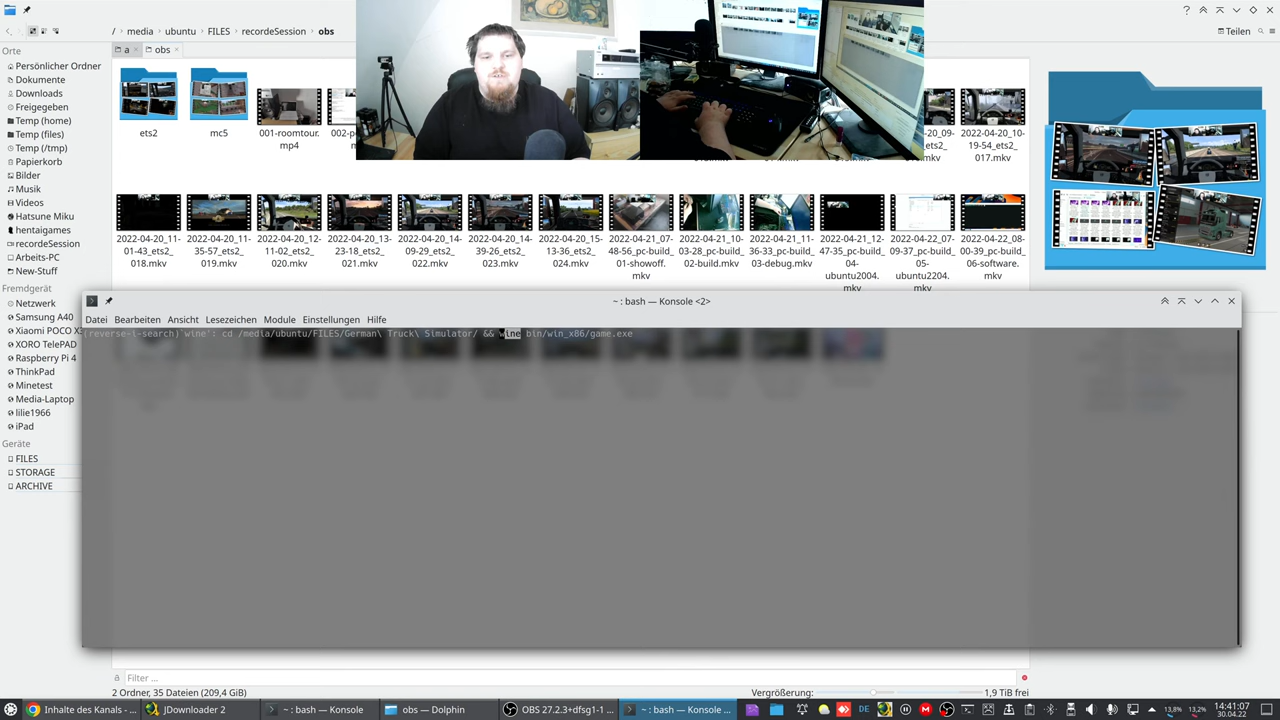 media > ubuntu > FILES > recordeSession > obs
Teilen
a
obs
Orte
Persönlicher Ordner
Dokumente
Downloads
Freigegeben
Temp (home)
Temp (files)
Temp (/tmp)
Papierkorb
Bilder
Musik
Videos
Hatsune Miku
hentaigames
recordeSession
Arbeits-PC
New-Stuff
Fremdgerät
Netzwerk
Samsung A40
Xiaomi POCO X3
XORO TelePAD
Raspberry Pi 4
ThinkPad
Minetest
Media-Laptop
lilie1966
iPad
Geräte
FILES
STORAGE
ARCHIVE
ets2
mc5
001-roomtour.
mp4
2022-04-20_10-
19-54_ets2_
017.mkv
2022-04-20_11-
01-43_ets2_
018.mkv
2022-04-20_11-
35-57_ets2_
019.mkv
2022-04-20_12-
11-02_ets2_
020.mkv
2022-04-20_13-
23-18_ets2_
021.mkv
2022-04-20_14-
09-29_ets2_
022.mkv
2022-04-20_14-
39-26_ets2_
023.mkv
2022-04-20_15-
13-36_ets2_
024.mkv
2022-04-21_07-
48-56_pc-build_
01-showoff.
mkv
2022-04-21_10-
03-28_pc-build_
02-build.mkv
2022-04-21_11-
36-33_pc-build_
03-debug.mkv
2022-04-21_12-
47-35_pc-build_
04-
ubuntu2004.
mkv
2022-04-22_07-
09-37_pc-build_
05-
ubuntu2204.
mkv
2022-04-22_08-
00-39_pc-build_
06-software.
mkv
~ : bash — Konsole <2>
Datei Bearbeiten Ansicht Lesezeichen Module Einstellungen Hilfe
(reverse-i-search)`wine': cd /media/ubuntu/FILES/German\ Truck\ Simulator/ && wine bin/win_x86/game.exe
Filter ...
2 Ordner, 35 Dateien (209,4 GiB)
Vergrößerung:
1,9 TiB frei
Inhalte des Kanals - ...
JDownloader 2
~ : bash — Konsole
obs — Dolphin
OBS 27.2.3+dfsg1-1 ...
~ : bash — Konsole ...
DE
13,2%
14:41:07
30.04.22